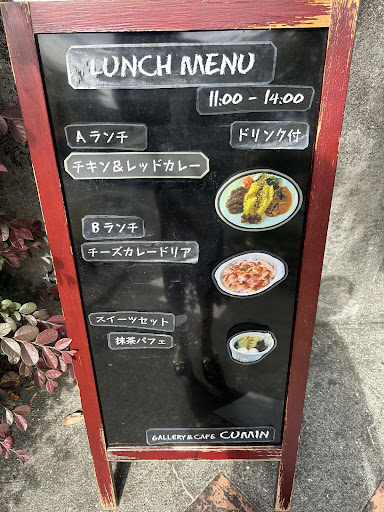 LUNCH MENU
11:00 - 14:00
Aランチ
ドリンク付
チキン&レッドカレー
Bランチ
チーズカレードリア
スイーツセット
抹茶パフェ
GALLERY & CAFE CUMIN